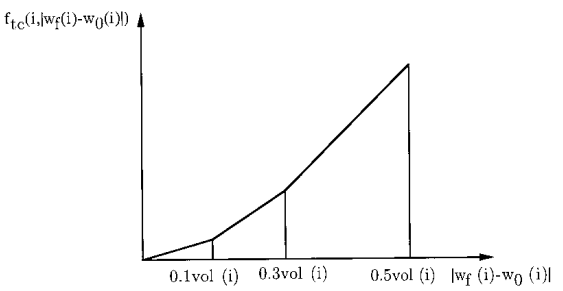 f_tc(i,|w_f(i)-w_0(i)|)
0.1vol (i) 0.3vol (i) 0.5vol (i) |w_f (i)-w_0 (i)|